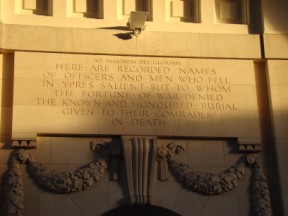 AD MAJOREM DEI GLORIAM
HERE ARE RECORDED NAMES
OF OFFICERS AND MEN WHO FELL
IN YPRES SALIENT BUT TO WHOM
THE FORTUNE OF WAR DENIED
THE KNOWN AND HONOURED BURIAL
GIVEN TO THEIR COMRADES
IN DEATH